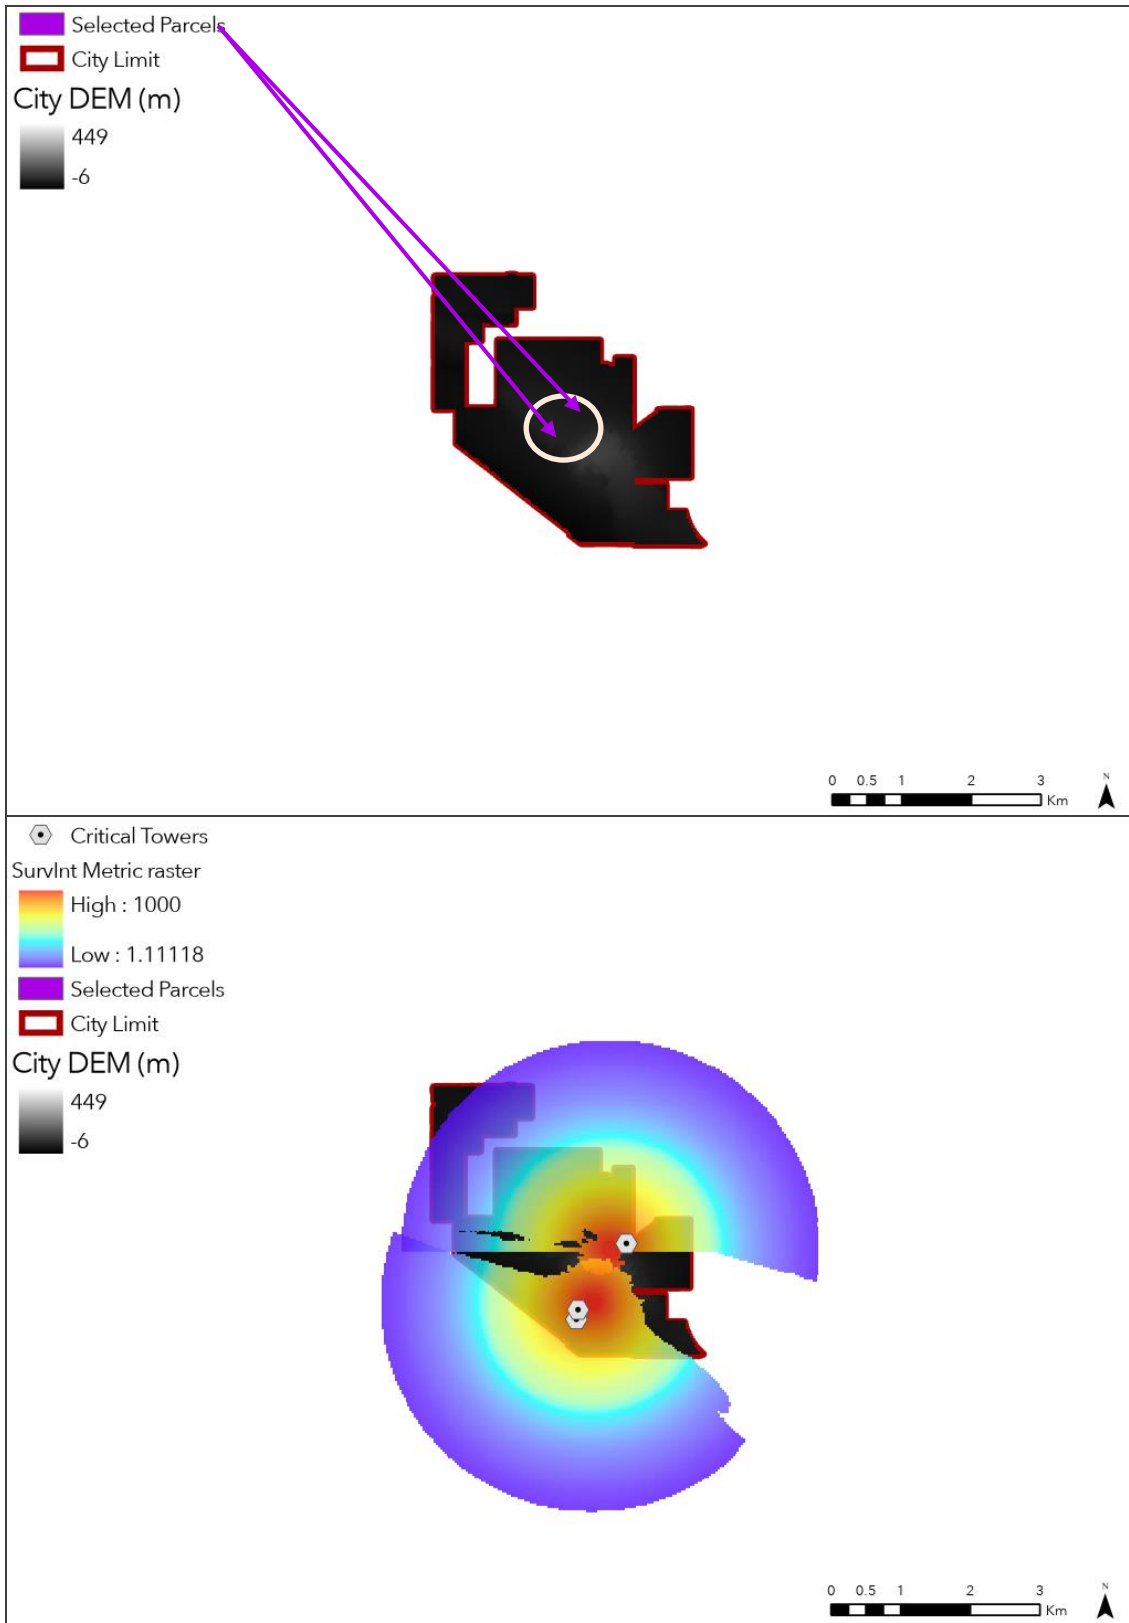 Selected Parcels
City Limit
City DEM (m)
449
-6
0 0.5 1 2 3
Km
N
Critical Towers
SurvInt Metric raster
High : 1000
Low : 1.11118
Selected Parcels
City Limit
City DEM (m)
449
-6
0 0.5 1 2 3
Km
N